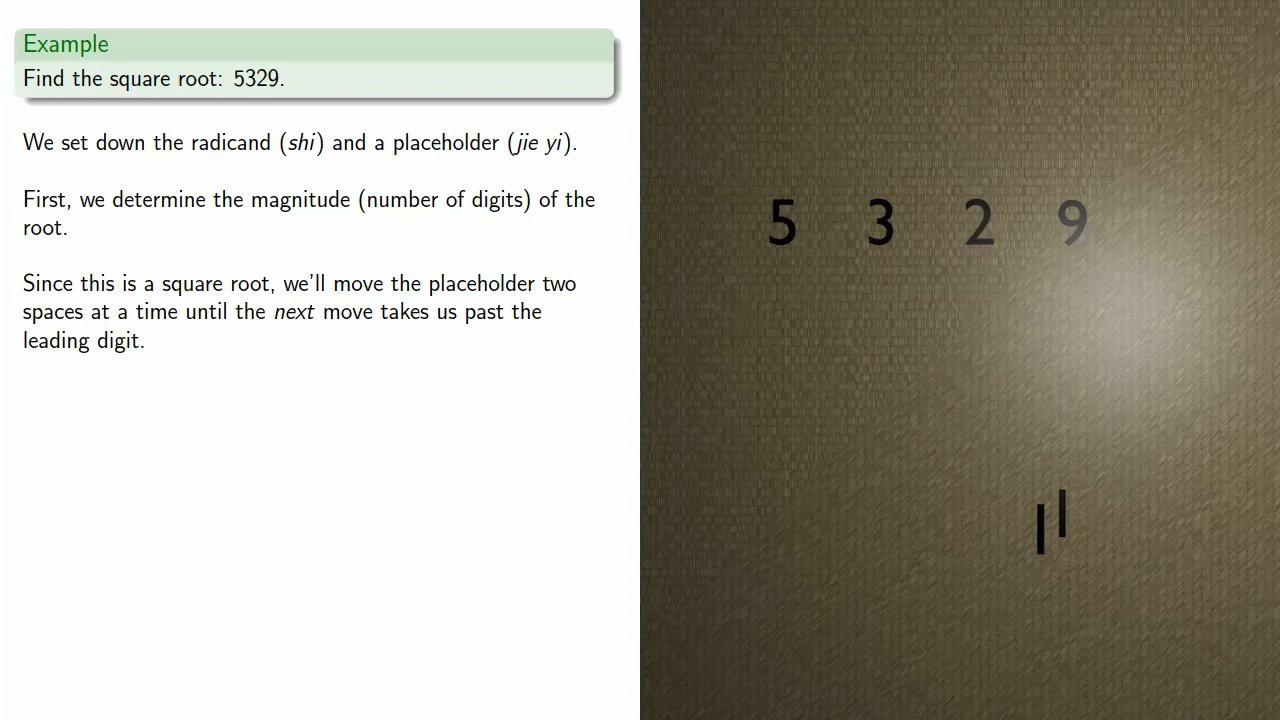 Example
Find the square root: 5329.
We set down the radicand (shi) and a placeholder (jie yi).
First, we determine the magnitude (number of digits) of the
root.
Since this is a square root, we'll move the placeholder two
spaces at a time until the next move takes us past the
leading digit.
5 3 2 9